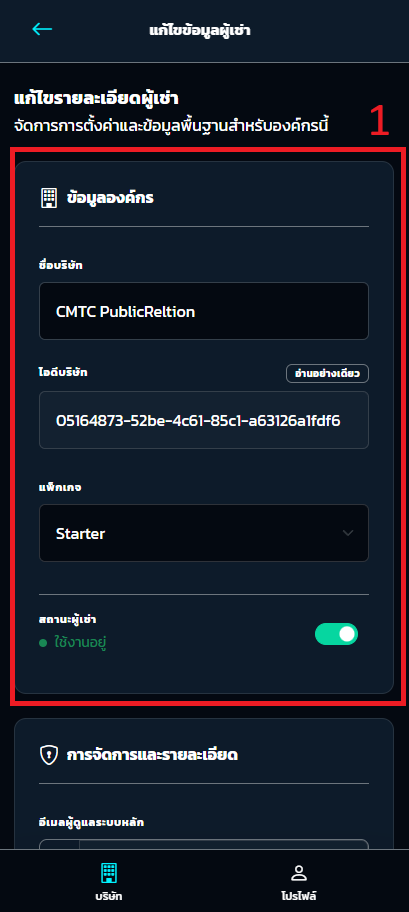 แก้ไขข้อมูลผู้เช่า
แก้ไขรายละเอียดผู้เช่า
จัดการการตั้งค่าและข้อมูลพื้นฐานสำหรับองค์กรนี้
1
ข้อมูลองค์กร
ชื่อบริษัท
CMTC PublicReltion
ไอดีบริษัท
อ่านอย่างเดียว
05164873-52be-4c61-85c1-a63126a1fdf6
แพ็กเกจ
Starter
สถานะผู้เช่า
ใช้งานอยู่
การจัดการและรายละเอียด
อีเมลผู้ดูแลระบบหลัก
บริษัท
โปรไฟล์